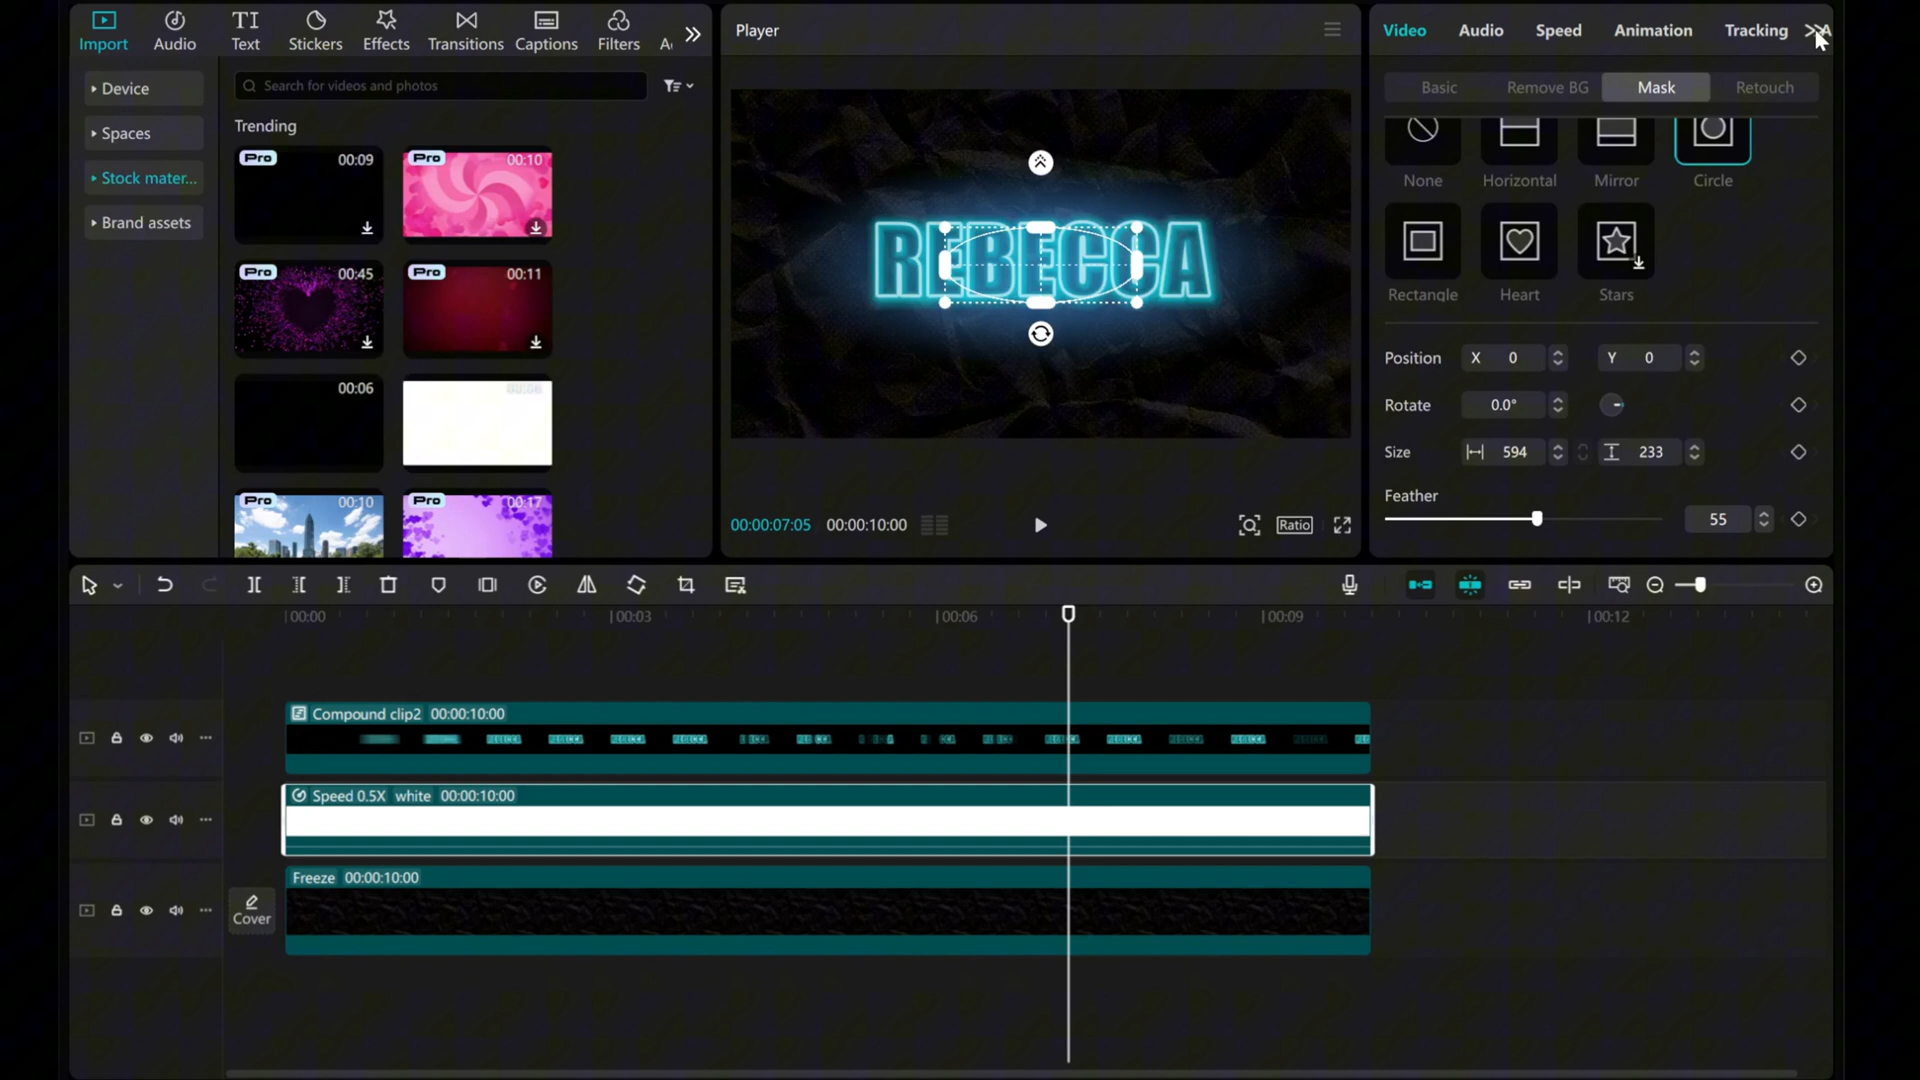 Import
Audio
Text
Stickers
Effects
Transitions
Captions
Filters
Device
Spaces
Stock mater...
Brand assets
Search for videos and photos
Trending
Pro 00:09
Pro 00:10
Pro 00:45
Pro 00:11
00:06
Pro 00:10
Pro 00:17
Player
REBECCA
00:00:07:05 00:00:10:00
Ratio
Video Audio Speed Animation Tracking
Basic Remove BG Mask Retouch
None Horizontal Mirror Circle
Rectangle Heart Stars
Position X 0 Y 0
Rotate 0.0°
Size 594 233
Feather
55
00:00 00:03 00:06 00:09 00:12
Compound clip2 00:00:10:00
Speed 0.5X white 00:00:10:00
Freeze 00:00:10:00
Cover